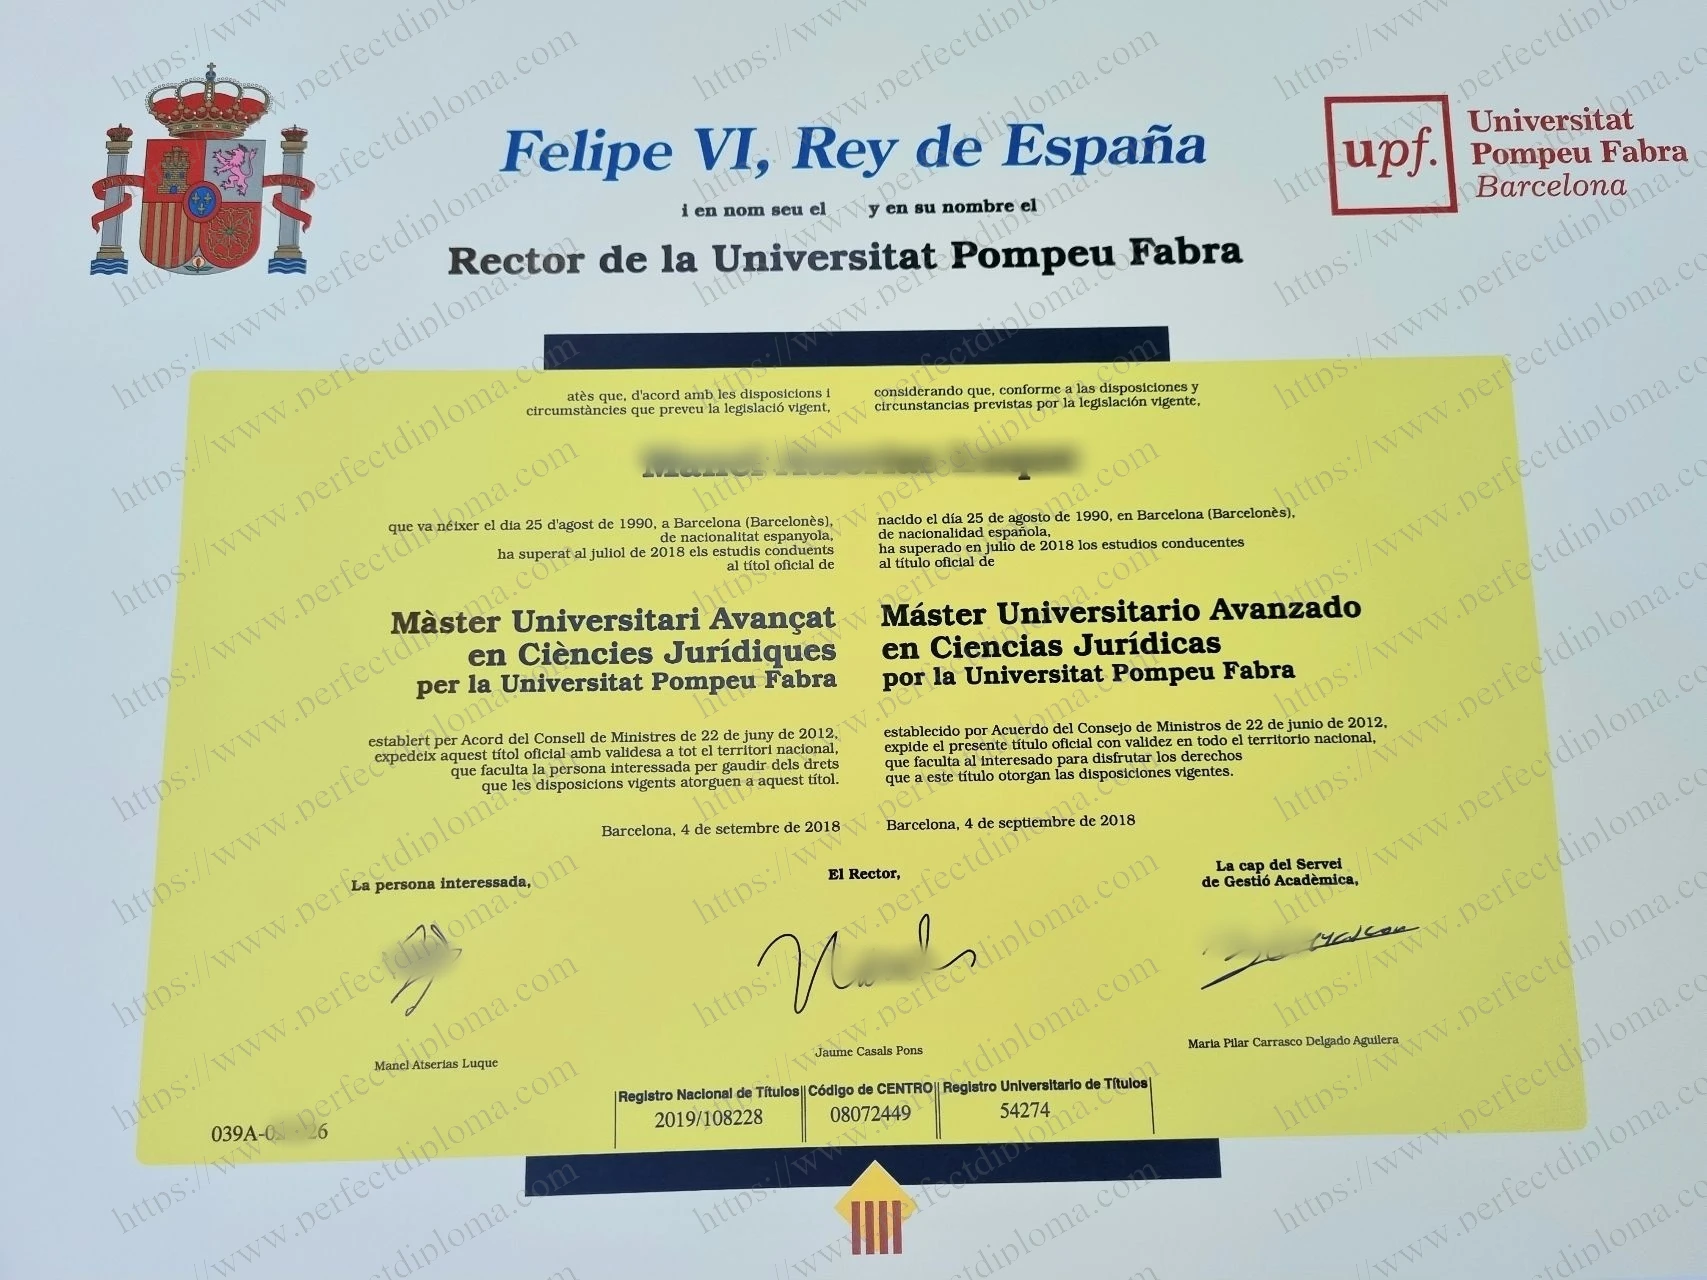 Felipe VI, Rey de España
upf.
Universitat
Pompeu Fabra
Barcelona
i en nom seu el
y en su nombre el
Rector de la Universitat Pompeu Fabra
atès que, d'acord amb les disposicions i
circumstàncies que preveu la legislació vigent,
considerando que, conforme a las disposiciones y
circunstancias previstas por la legislación vigente,
que va néixer el dia 25 d'agost de 1990, a Barcelona (Barcelonès),
de nacionalitat espanyola,
ha superat al juliol de 2018 els estudis conduents
al títol oficial de
nacido el día 25 de agosto de 1990, en Barcelona (Barcelonès),
de nacionalidad española,
ha superado en julio de 2018 los estudios conducentes
al título oficial de
Màster Universitari Avançat
en Ciències Jurídiques
per la Universitat Pompeu Fabra
Máster Universitario Avanzado
en Ciencias Jurídicas
por la Universitat Pompeu Fabra
establert per Acord del Consell de Ministres de 22 de juny de 2012,
expedeix aquest títol oficial amb validesa a tot el territori nacional,
que faculta la persona interessada per gaudir dels drets
que les disposicions vigents atorguen a aquest títol.
establecido por Acuerdo del Consejo de Ministros de 22 de junio de 2012,
expide el presente título oficial con validez en todo el territorio nacional,
que faculta al interesado para disfrutar los derechos
que a este título otorgan las disposiciones vigentes.
Barcelona, 4 de setembre de 2018
Barcelona, 4 de septiembre de 2018
La persona interessada,
El Rector,
La cap del Servei
de Gestió Acadèmica,
Manel Atserias Luque
Jaume Casals Pons
Maria Pilar Carrasco Delgado Aguilera
Registro Nacional de Títulos
Código de CENTRO
Registro Universitario de Títulos
2019/108228
08072449
54274
039A-
https://www.perfectdiploma.com